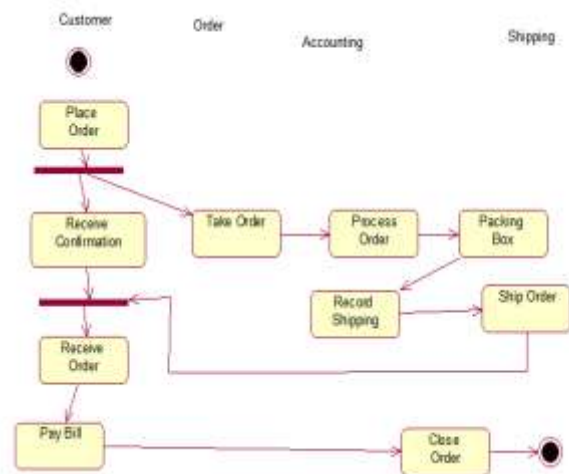 Customer
Order
Accounting
Shipping
Place
Order
Receive
Confirmation
Take Order
Process
Order
Packing
Box
Record
Shipping
Ship Order
Receive
Order
Pay Bill
Close
Order